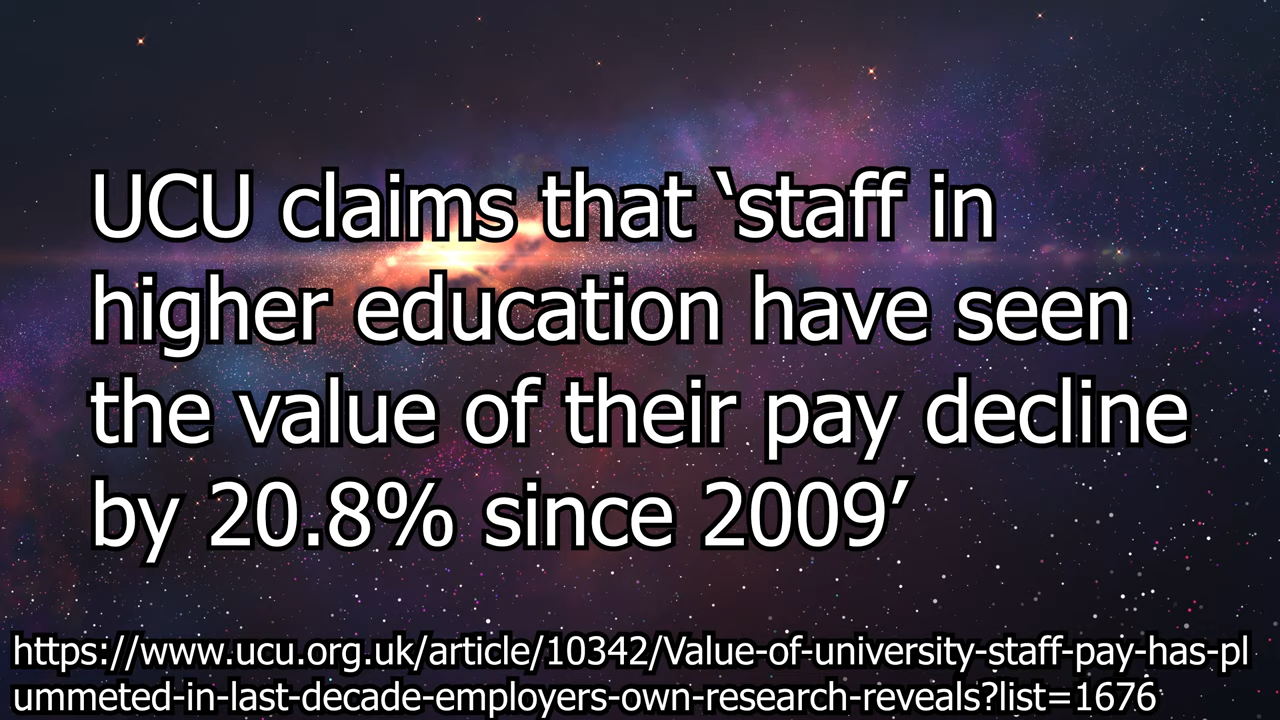 UCU claims that ‘staff in
higher education have seen
the value of their pay decline
by 20.8% since 2009’
https://www.ucu.org.uk/article/10342/Value-of-university-staff-pay-has-pl
ummeted-in-last-decade-employers-own-research-reveals?list=1676